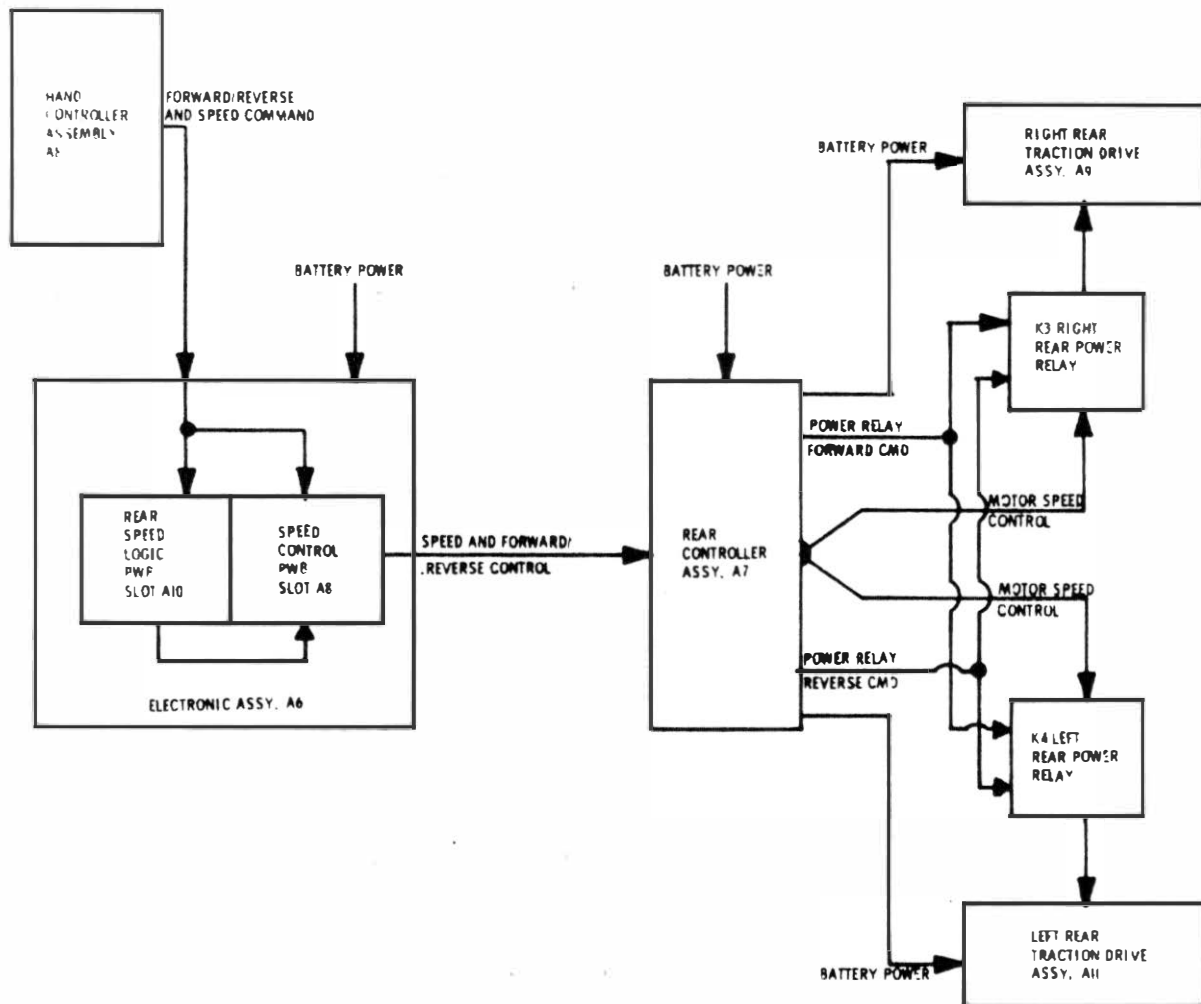 HAND
CONTROLLER
ASSEMBLY
FORWARD/REVERSE
AND SPEED COMMAND
BATTERY POWER
REAR
SPEED
LOGIC
PWB
SLOT A10
SPEED
CONTROL
PWB
SLOT A8
ELECTRONIC ASSY, A6
SPEED AND FORWARD/
REVERSE CONTROL
BATTERY POWER
REAR
CONTROLLER
ASSY, A7
BATTERY POWER
RIGHT REAR
TRACTION DRIVE
ASSY, A9
K3 RIGHT
REAR POWER
RELAY
POWER RELAY
FORWARD CMD
MOTOR SPEED
CONTROL
MOTOR SPEED
CONTROL
POWER RELAY
REVERSE CMD
K4 LEFT
REAR POWER
RELAY
LEFT REAR
TRACTION DRIVE
ASSY, A11
BATTERY POWER